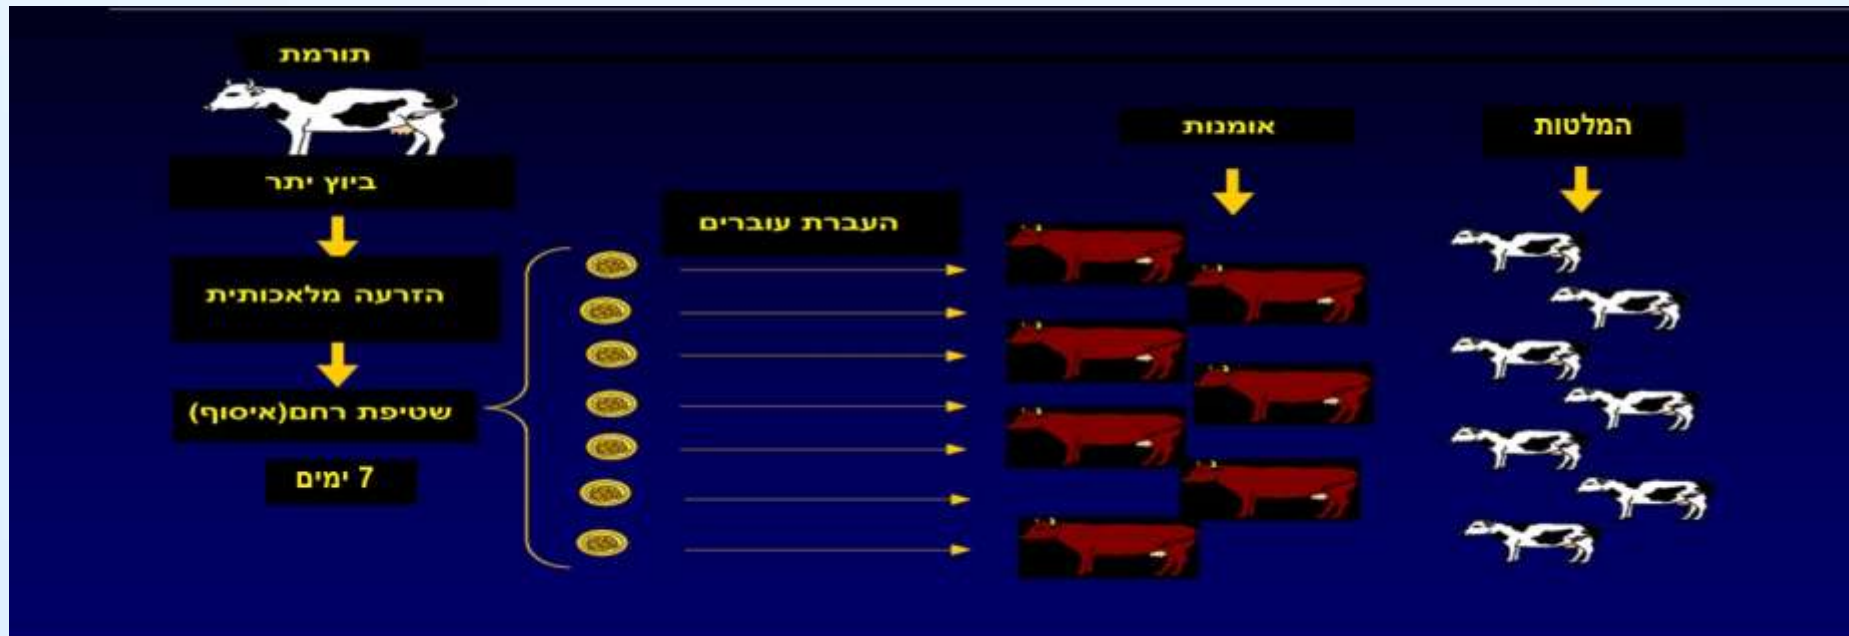 תורמת
ביוץ יתר
הזרעה מלאכותית
שטיפת רחם(איסוף)
7 ימים
העברת עוברים
אומנות
המלטות